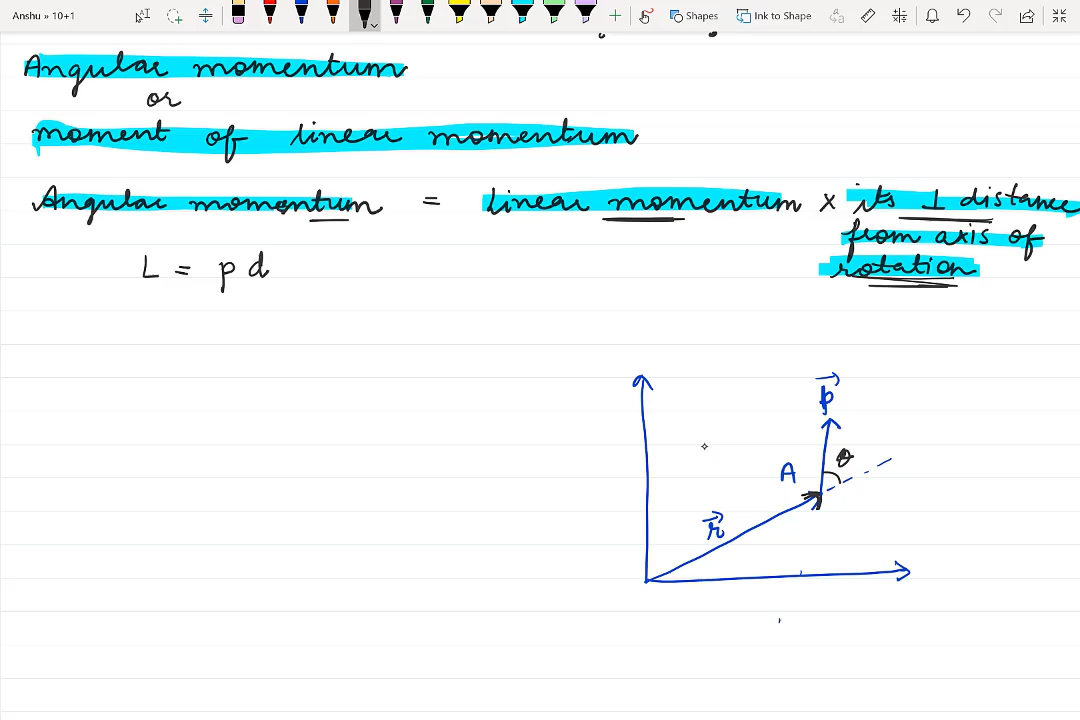 Anshu » 10+1
Shapes
Ink to Shape
Angular momentum
or
moment of linear momentum
Angular momentum = linear momentum × its ⊥ distance
from axis of
rotation
L = p d
p⃗
θ
A
r⃗